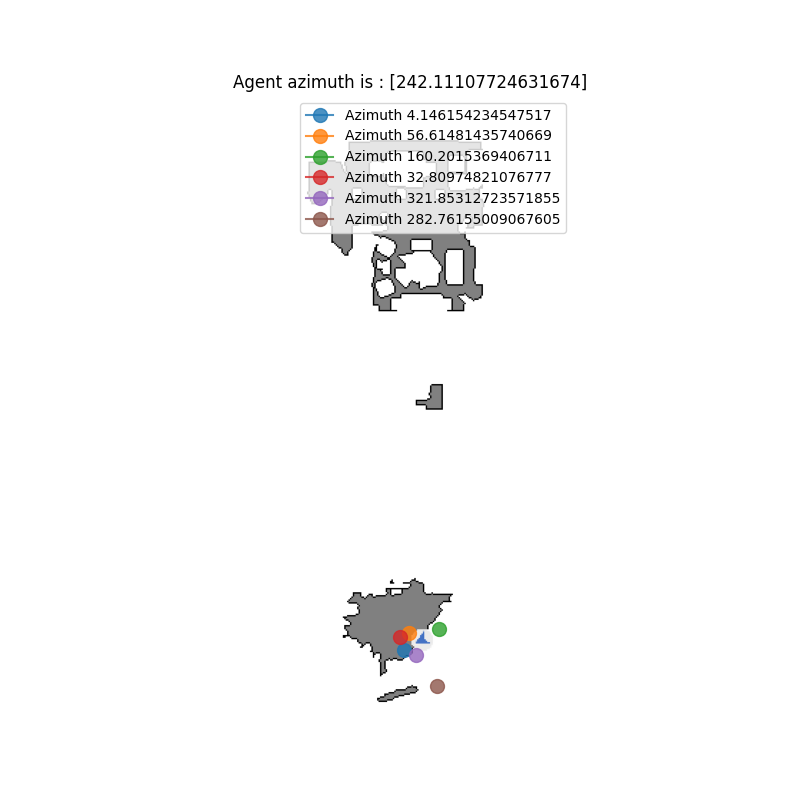 Agent azimuth is : [242.11107724631674]
Azimuth 4.146154234547517
Azimuth 56.61481435740669
Azimuth 160.2015369406711
Azimuth 32.80974821076777
Azimuth 321.85312723571855
Azimuth 282.76155009067605